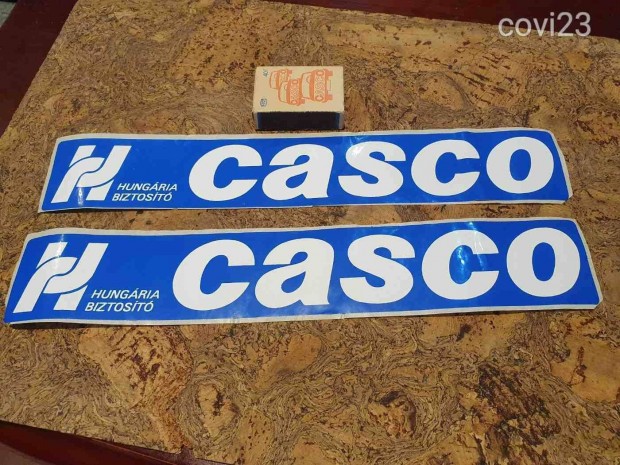 covi23
HUNGÁRIA
BIZTOSÍTÓ
casco
HUNGÁRIA
BIZTOSÍTÓ
casco